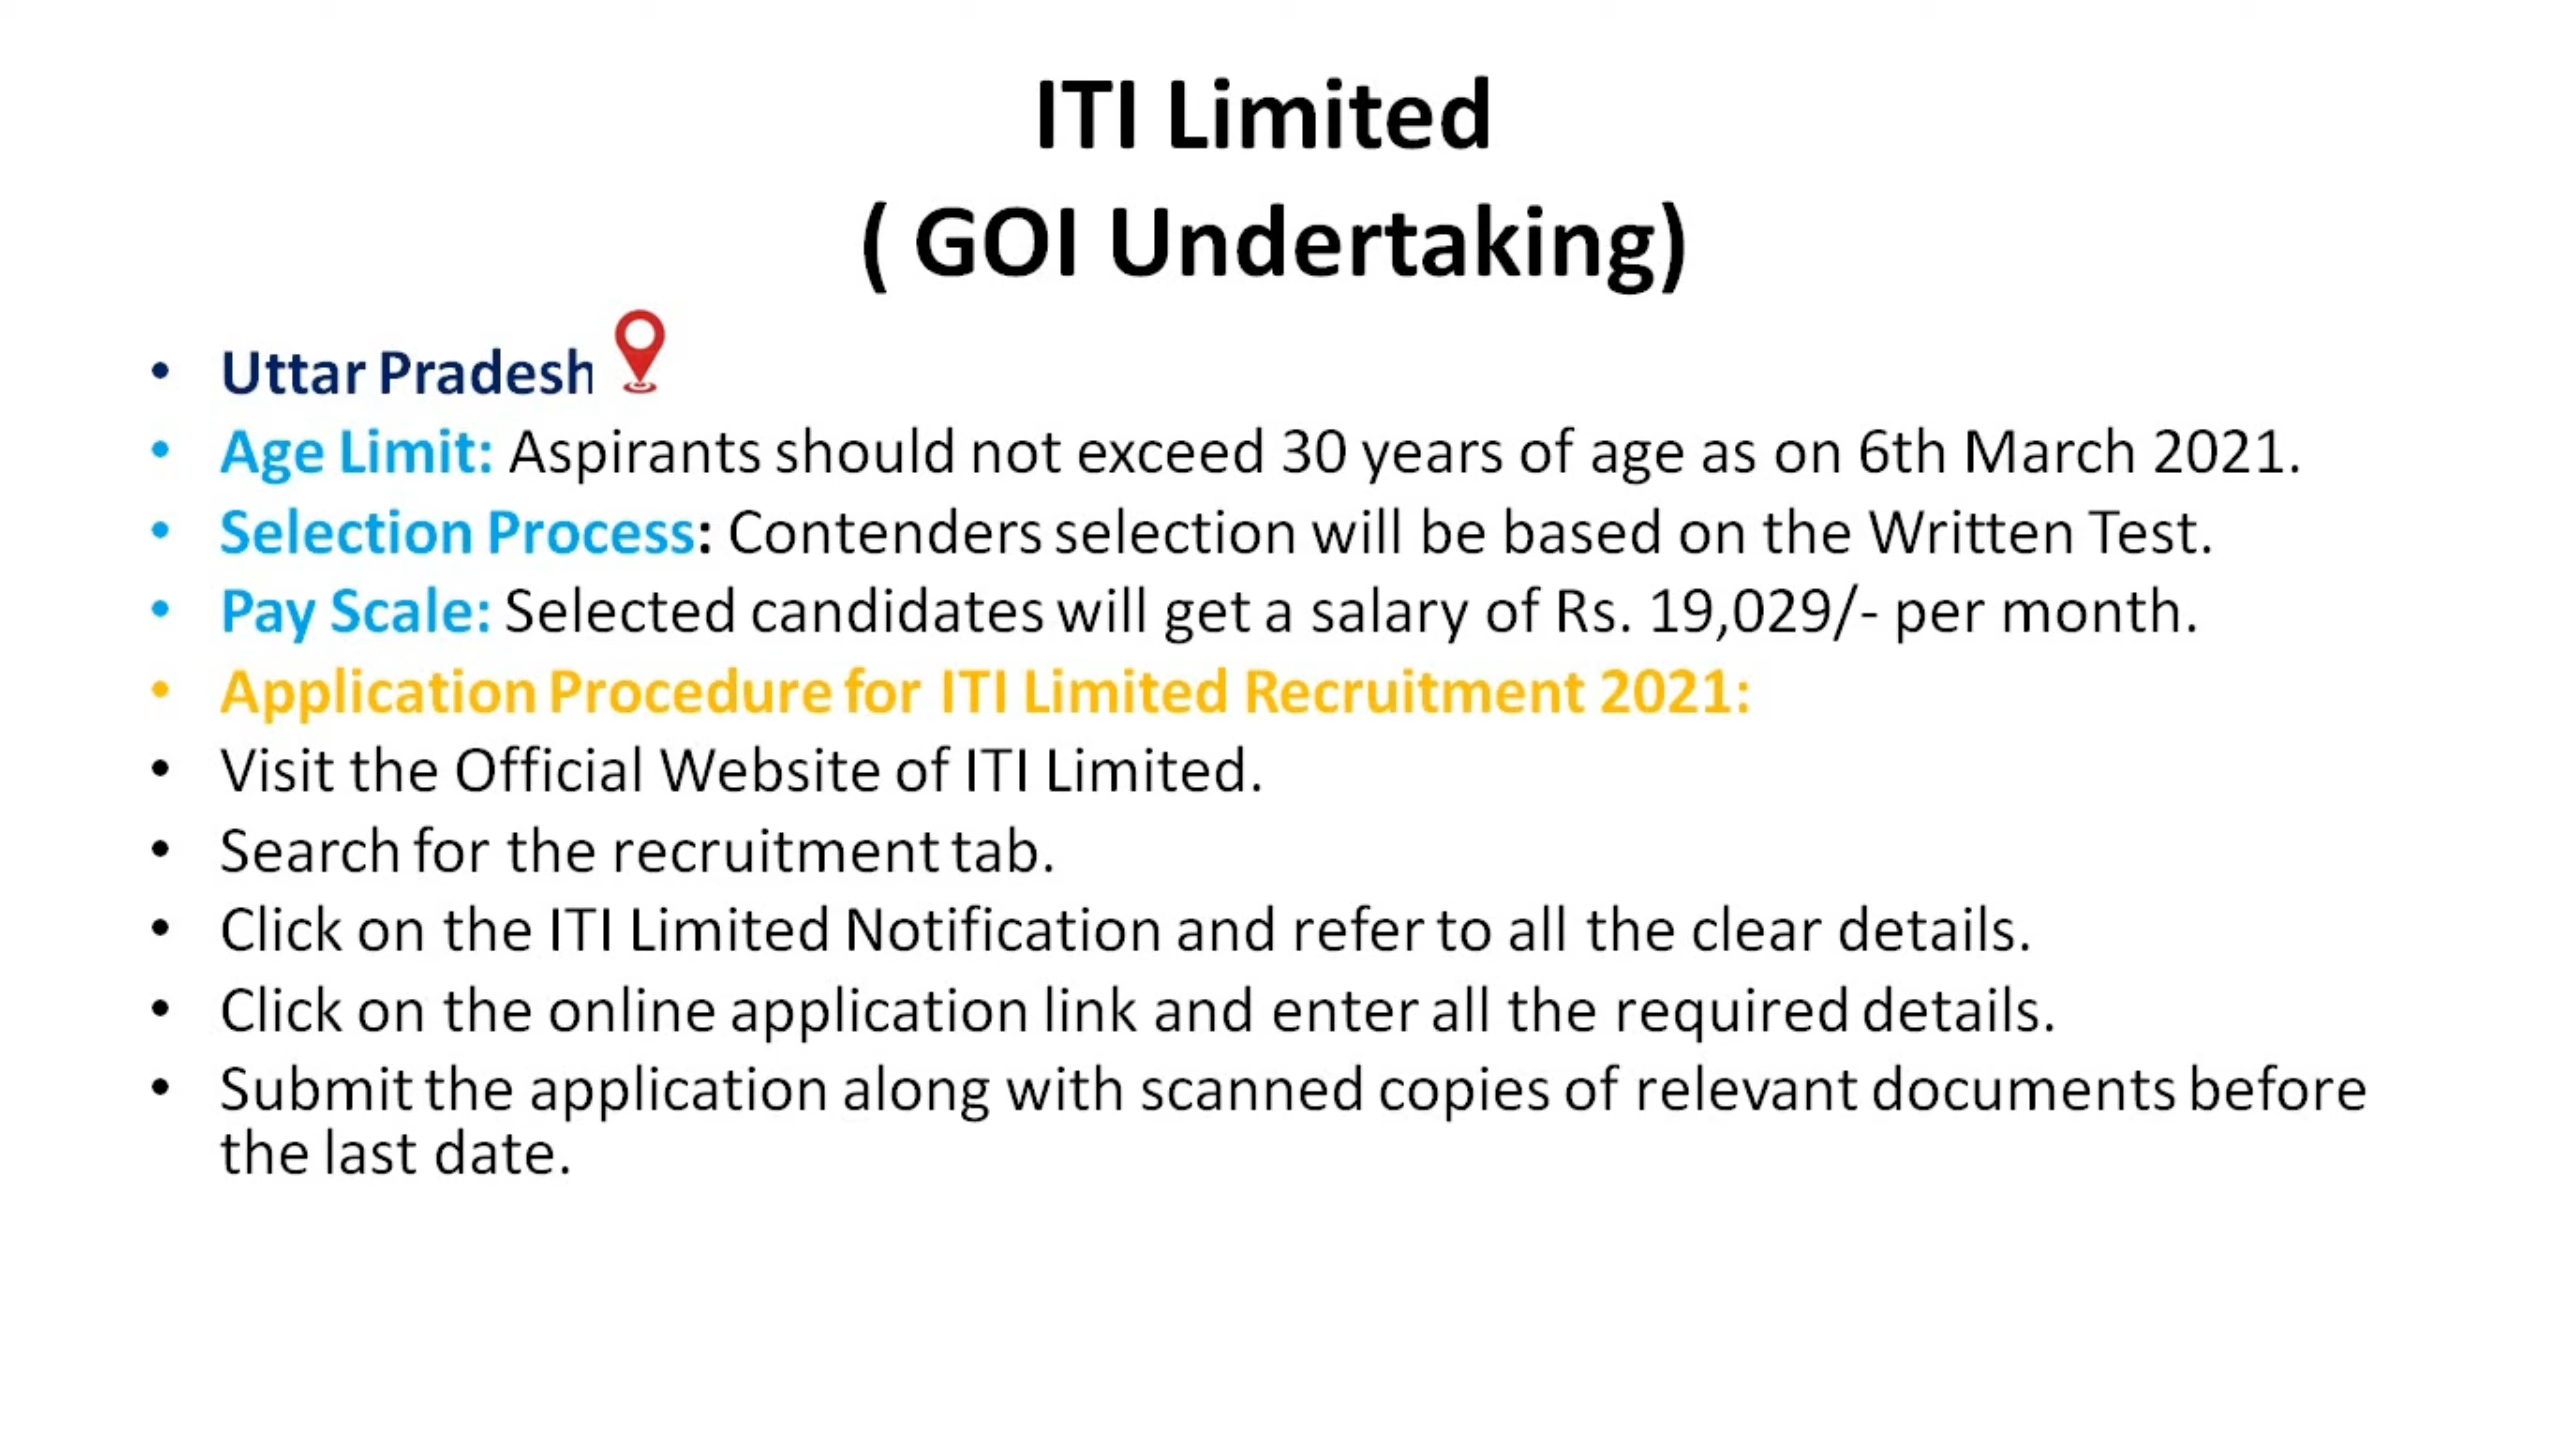 ITI Limited
( GOI Undertaking)
• Uttar Pradesh
• Age Limit: Aspirants should not exceed 30 years of age as on 6th March 2021.
• Selection Process: Contenders selection will be based on the Written Test.
• Pay Scale: Selected candidates will get a salary of Rs. 19,029/- per month.
• Application Procedure for ITI Limited Recruitment 2021:
• Visit the Official Website of ITI Limited.
• Search for the recruitment tab.
• Click on the ITI Limited Notification and refer to all the clear details.
• Click on the online application link and enter all the required details.
• Submit the application along with scanned copies of relevant documents before
the last date.